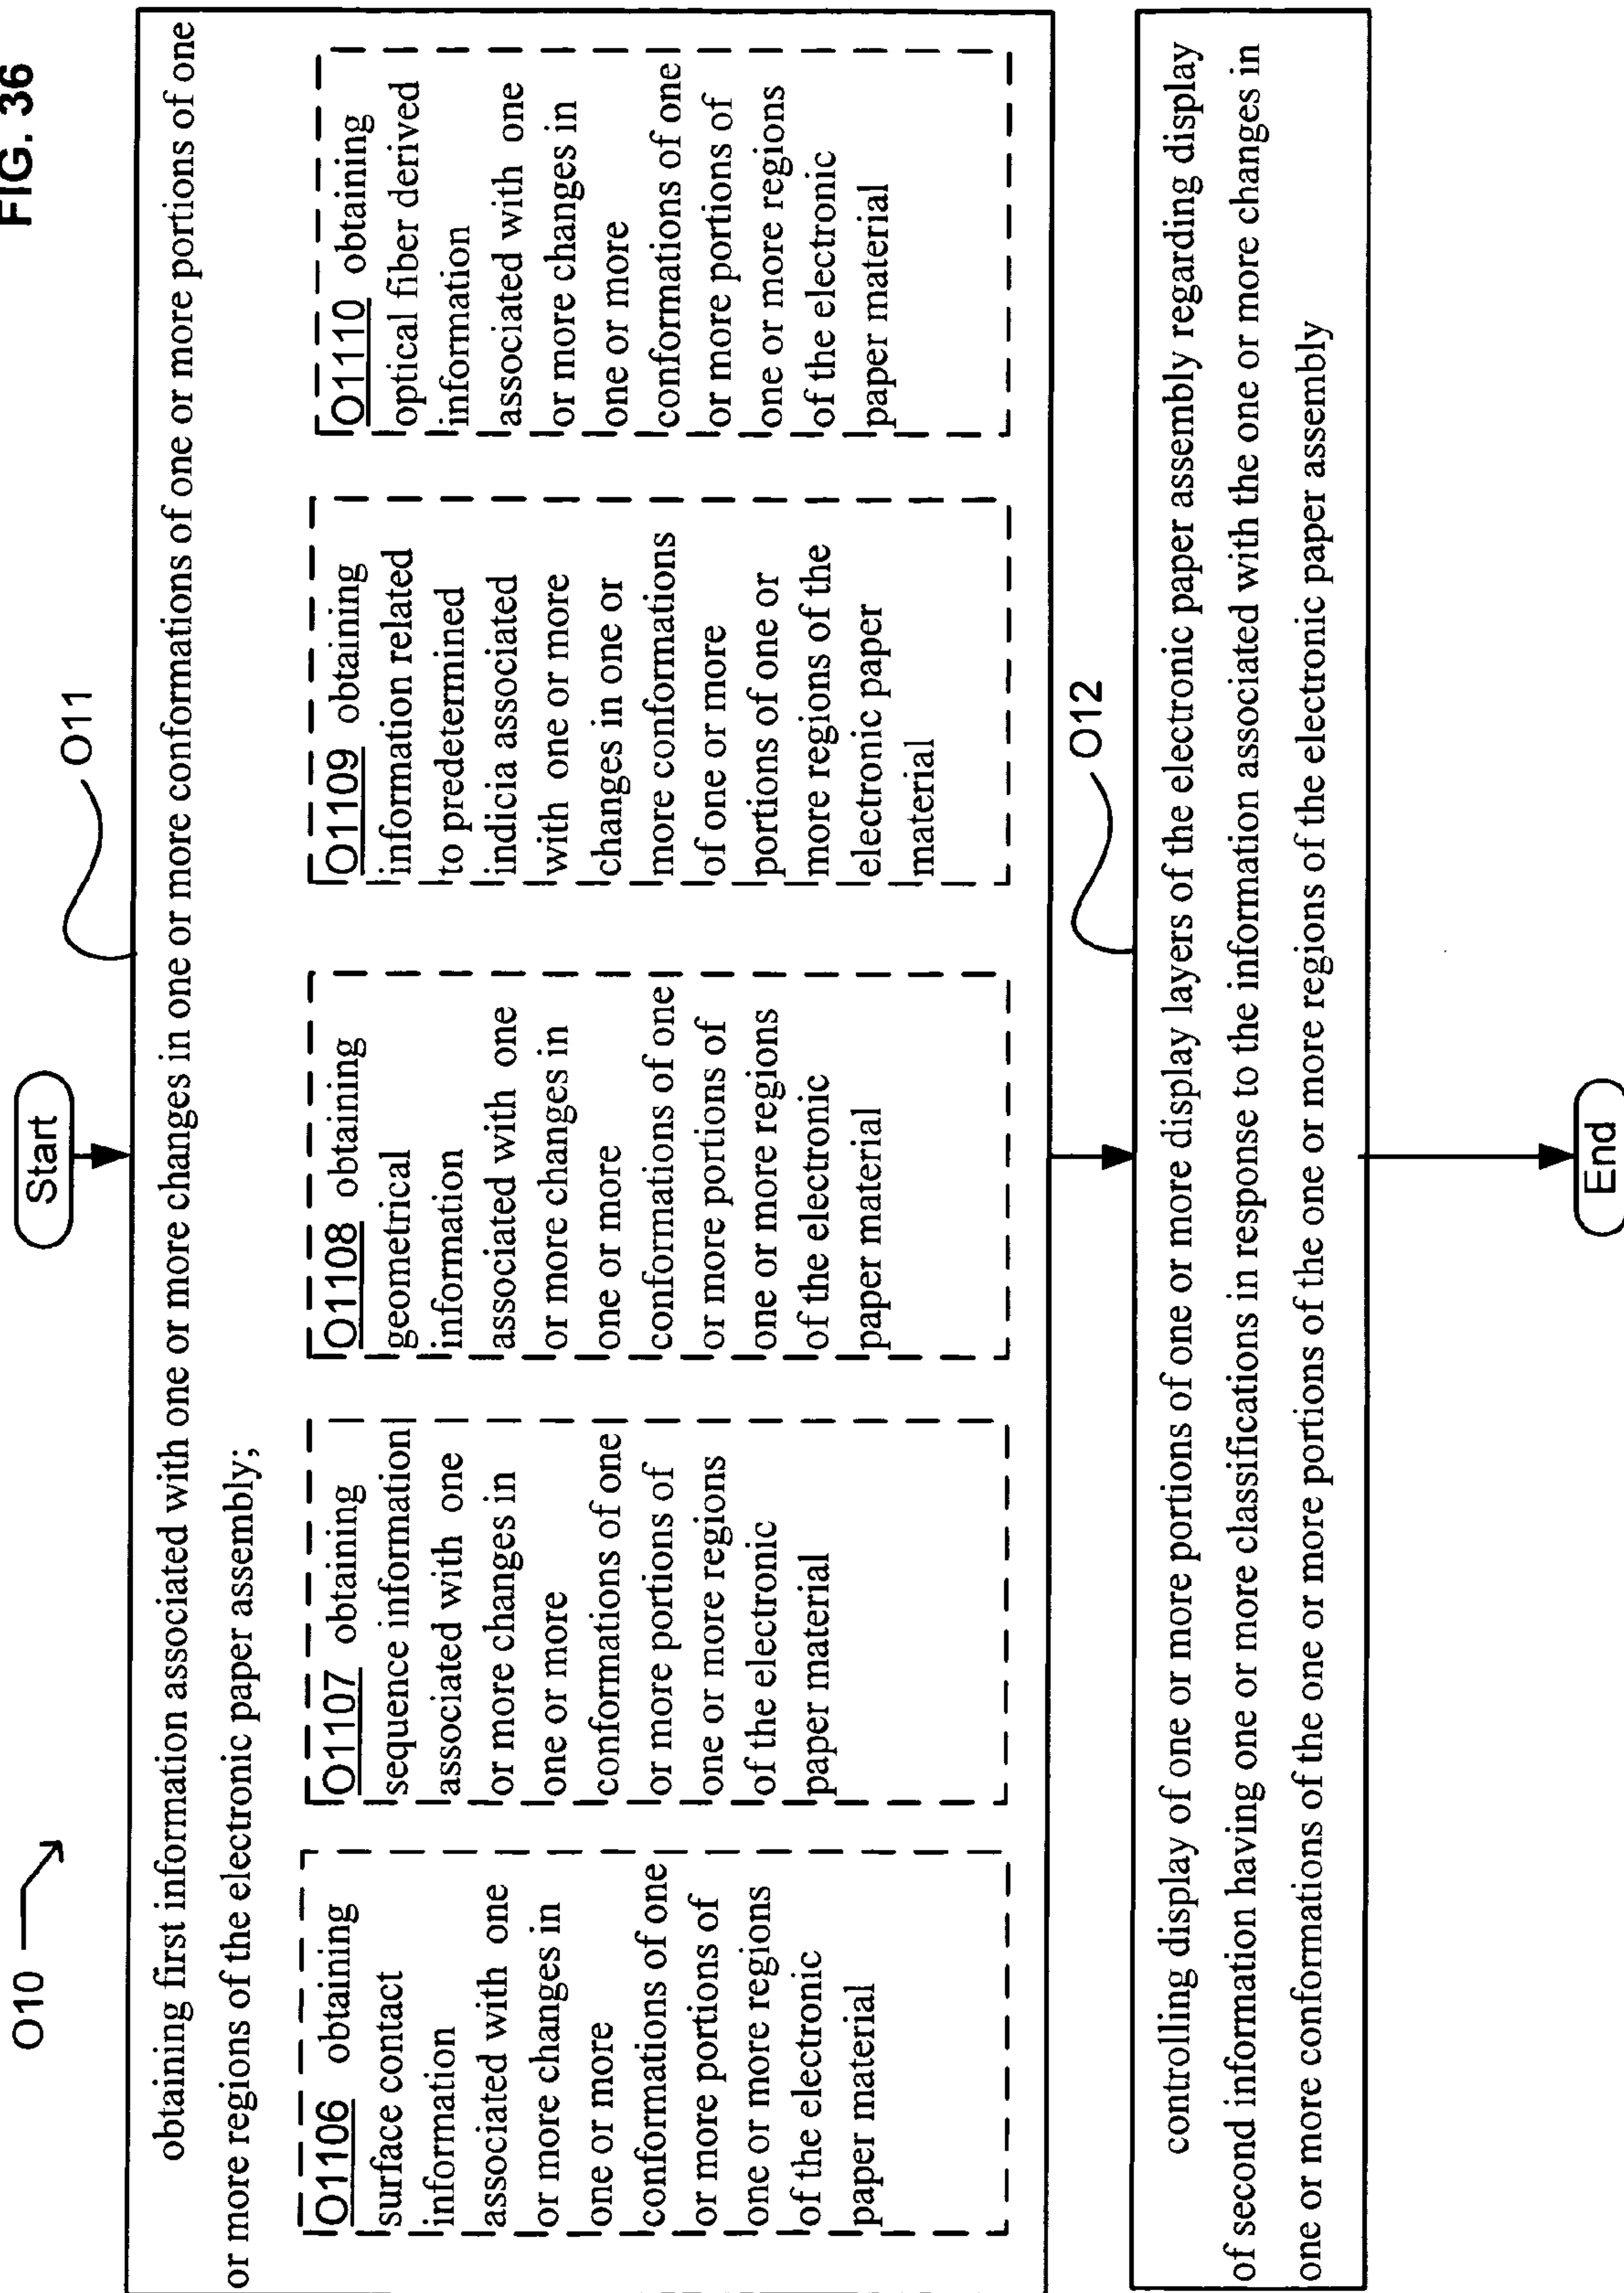 FIG. 36
O10
Start
O11
obtaining first information associated with one or more changes in one or more conformations of one or more portions of one
or more regions of the electronic paper assembly;
O1106 obtaining
surface contact
information
associated with one
or more changes in
one or more
conformations of one
or more portions of
one or more regions
of the electronic
paper material
O1107 obtaining
sequence information
associated with one
or more changes in
one or more
conformations of one
or more portions of
one or more regions
of the electronic
paper material
O1108 obtaining
geometrical
information
associated with one
or more changes in
one or more
conformations of one
or more portions of
one or more regions
of the electronic
paper material
O1109 obtaining
information related
to predetermined
indicia associated
with one or more
changes in one or
more conformations
of one or more
portions of one or
more regions of the
electronic paper
material
O1110 obtaining
optical fiber derived
information
associated with one
or more changes in
one or more
conformations of one
or more portions of
one or more regions
of the electronic
paper material
O12
controlling display of one or more portions of one or more display layers of the electronic paper assembly regarding display
of second information having one or more classifications in response to the information associated with the one or more changes in
one or more conformations of the one or more portions of the one or more regions of the electronic paper assembly
End